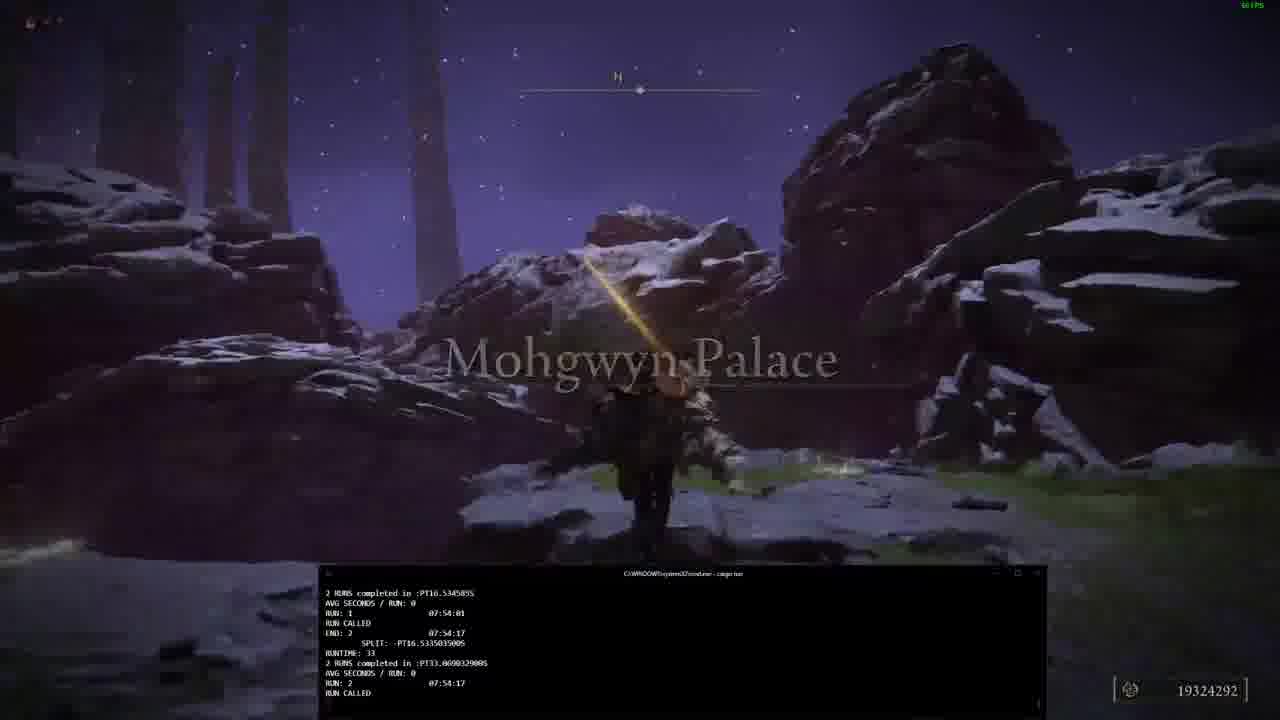 N
Mohgwyn Palace
2 RUNS completed in :PT16.534585S
AVG SECONDS / RUN: 0
RUN: 1 07:54:01
RUN CALLED
END: 2 07:54:17
SPLIT: -PT16.533503500S
RUNTIME: 33
2 RUNS completed in :PT33.069032900S
AVG SECONDS / RUN: 0
RUN: 2 07:54:17
RUN CALLED
19324292